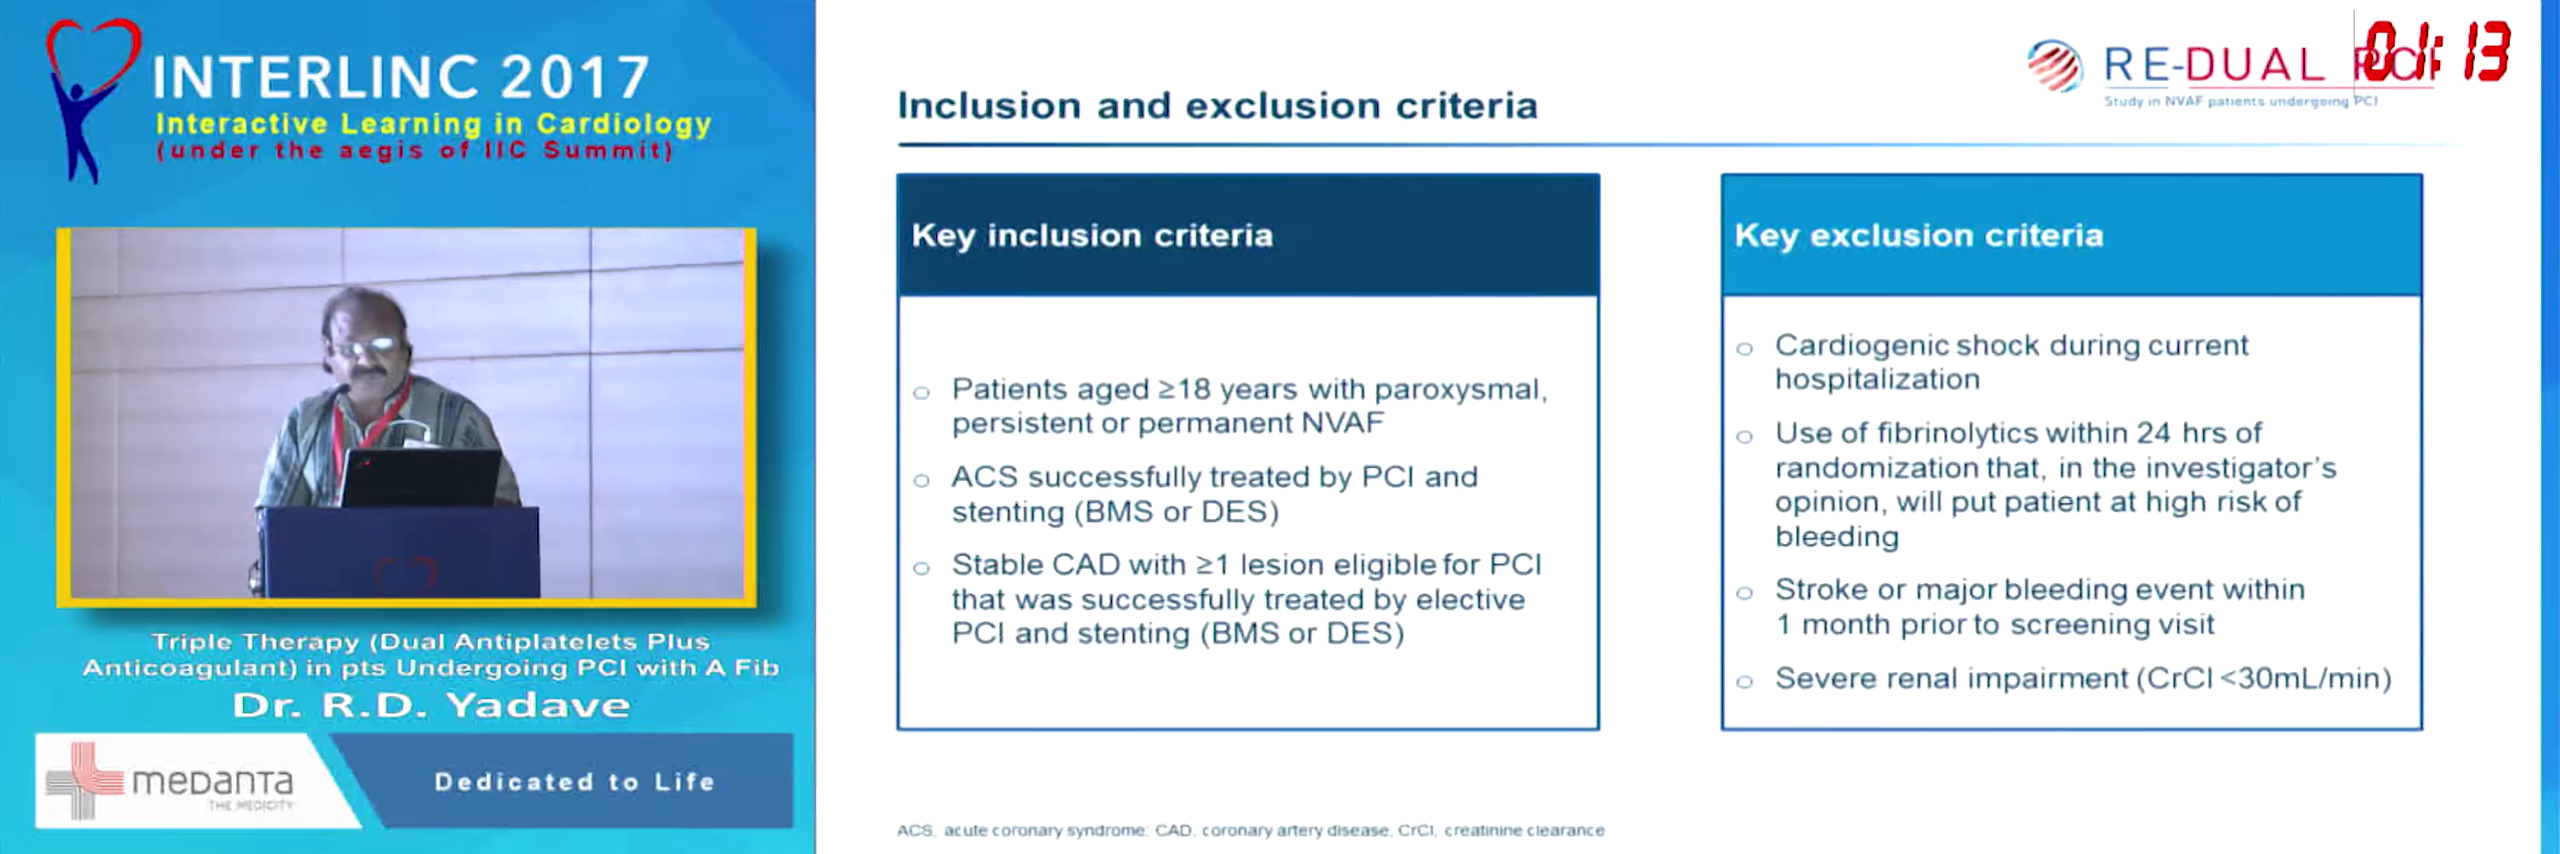 INTERLINC 2017
Interactive Learning in Cardiology
(under the aegis of IIC Summit)
Triple Therapy (Dual Antiplatelets Plus
Anticoagulant) in pts Undergoing PCI with A Fib
Dr. R.D. Yadave
meDanTa
THE MEDICITY
Dedicated to Life
RE-DUAL PCI
01:13
Study in NVAF patients undergoing PCI
Inclusion and exclusion criteria
Key inclusion criteria
○ Patients aged ≥18 years with paroxysmal,
persistent or permanent NVAF
○ ACS successfully treated by PCI and
stenting (BMS or DES)
○ Stable CAD with ≥1 lesion eligible for PCI
that was successfully treated by elective
PCI and stenting (BMS or DES)
Key exclusion criteria
○ Cardiogenic shock during current
hospitalization
○ Use of fibrinolytics within 24 hrs of
randomization that, in the investigator’s
opinion, will put patient at high risk of
bleeding
○ Stroke or major bleeding event within
1 month prior to screening visit
○ Severe renal impairment (CrCl <30mL/min)
ACS, acute coronary syndrome; CAD, coronary artery disease, CrCl, creatinine clearance